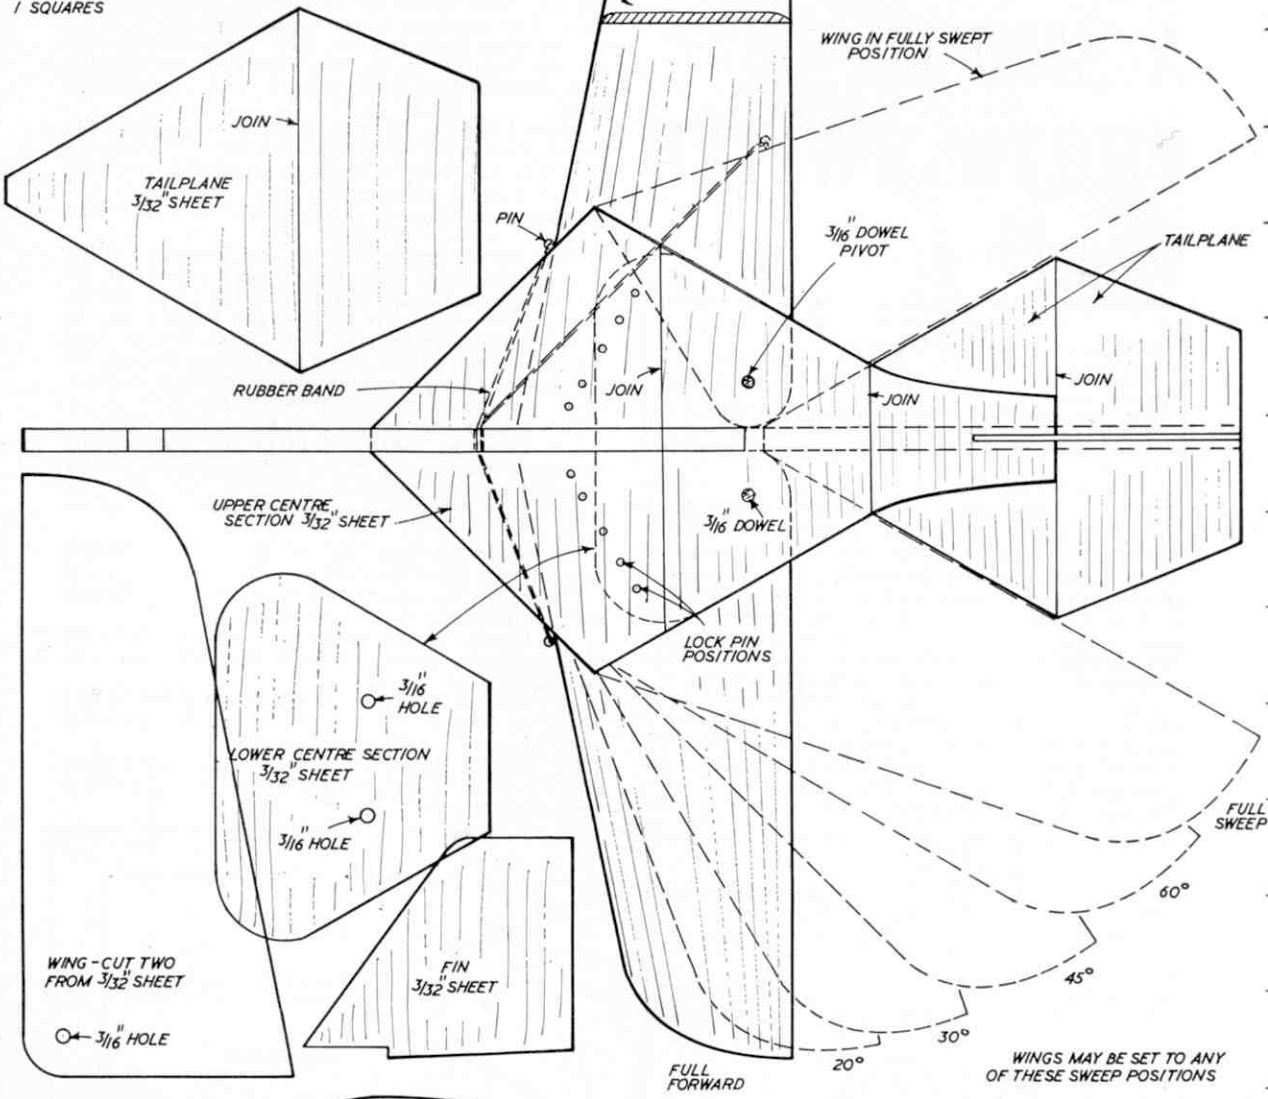 1" SQUARES
WING IN FULLY SWEPT
POSITION
JOIN
TAILPLANE
3/32" SHEET
PIN
3/16" DOWEL
PIVOT
TAILPLANE
RUBBER BAND
JOIN
JOIN
JOIN
UPPER CENTRE
SECTION 3/32" SHEET
3/16" DOWEL
LOCK PIN
POSITIONS
3/16"
HOLE
LOWER CENTRE SECTION
3/32" SHEET
3/16" HOLE
FULL
SWEEP
60°
WING - CUT TWO
FROM 3/32" SHEET
FIN
3/32" SHEET
45°
3/16" HOLE
30°
20°
FULL
FORWARD
WINGS MAY BE SET TO ANY
OF THESE SWEEP POSITIONS